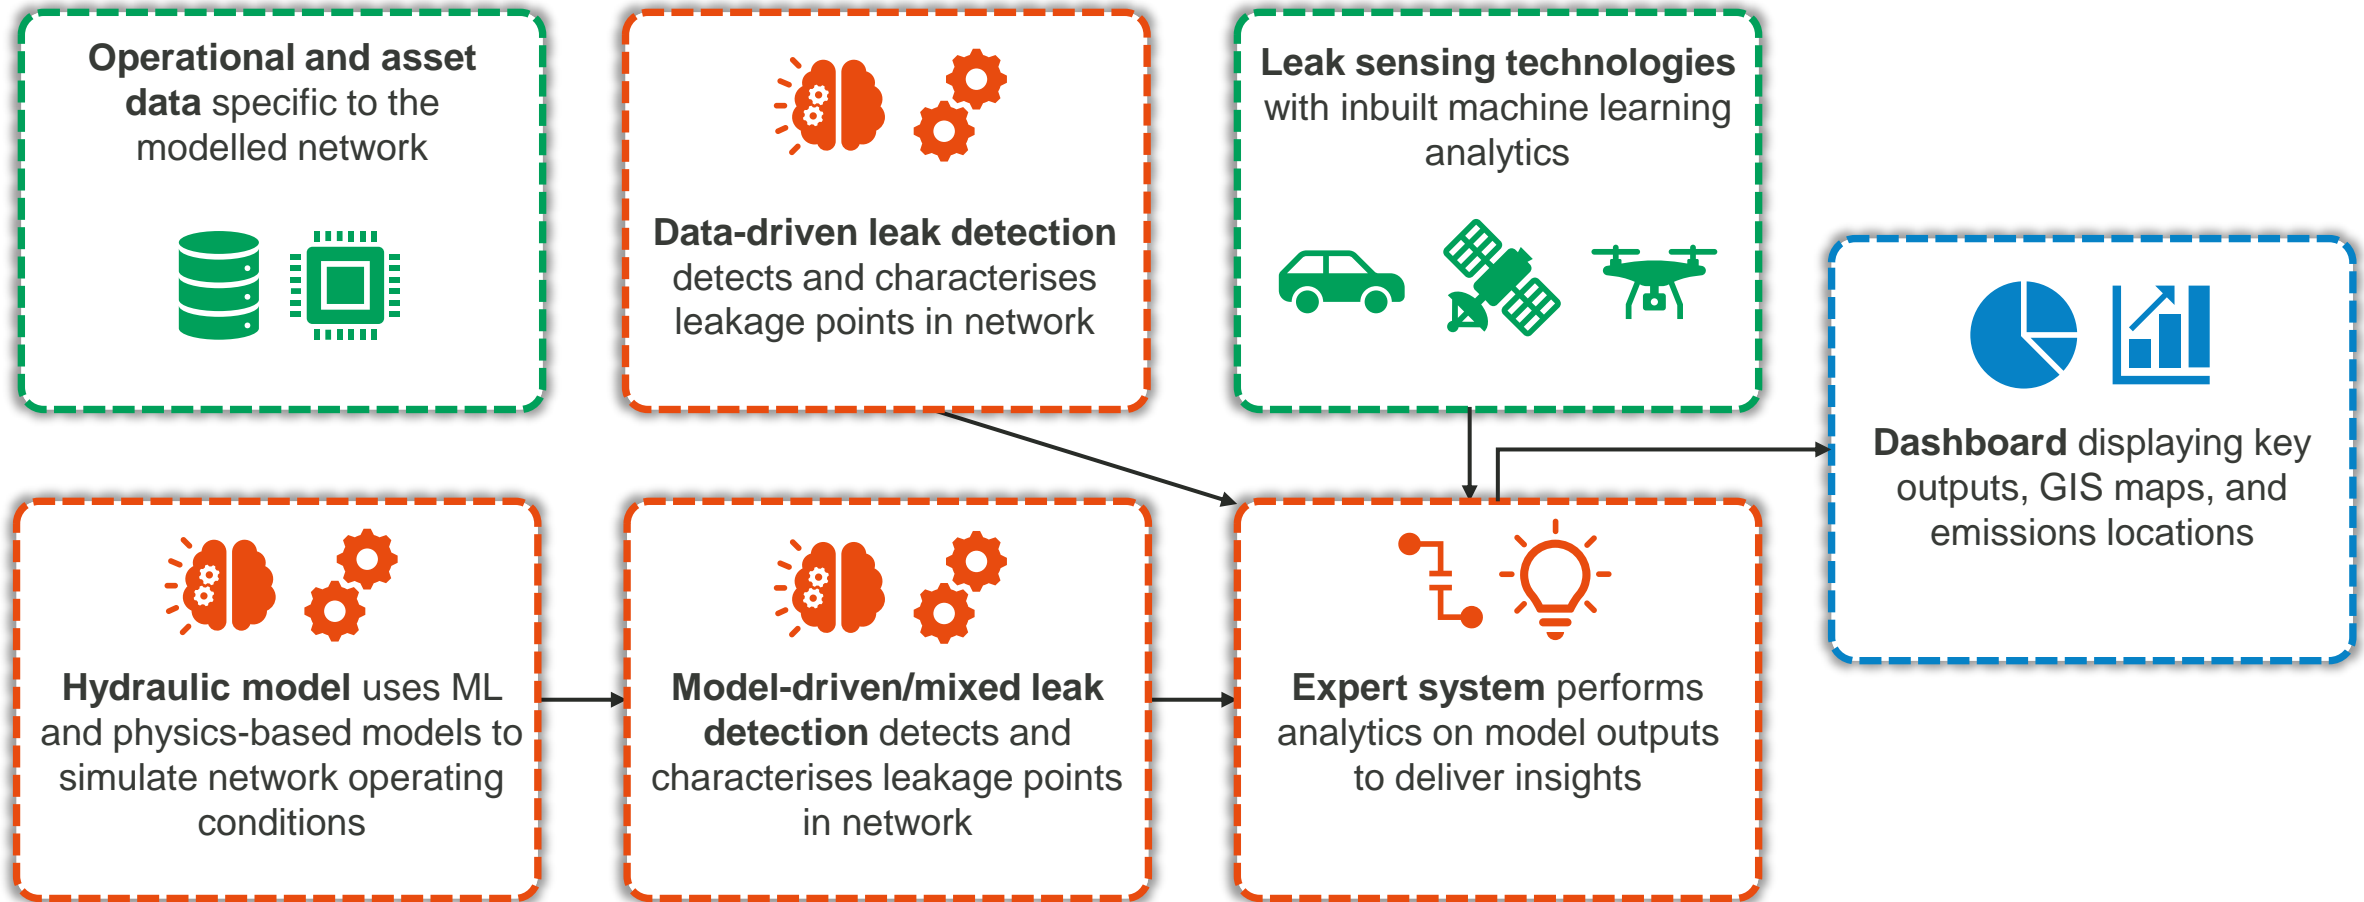 Operational and asset
data specific to the
modelled network
Data-driven leak detection
detects and characterises
leakage points in network
Leak sensing technologies
with inbuilt machine learning
analytics
Dashboard displaying key
outputs, GIS maps, and
emissions locations
Hydraulic model uses ML
and physics-based models to
simulate network operating
conditions
Model-driven/mixed leak
detection detects and
characterises leakage points
in network
Expert system performs
analytics on model outputs
to deliver insights